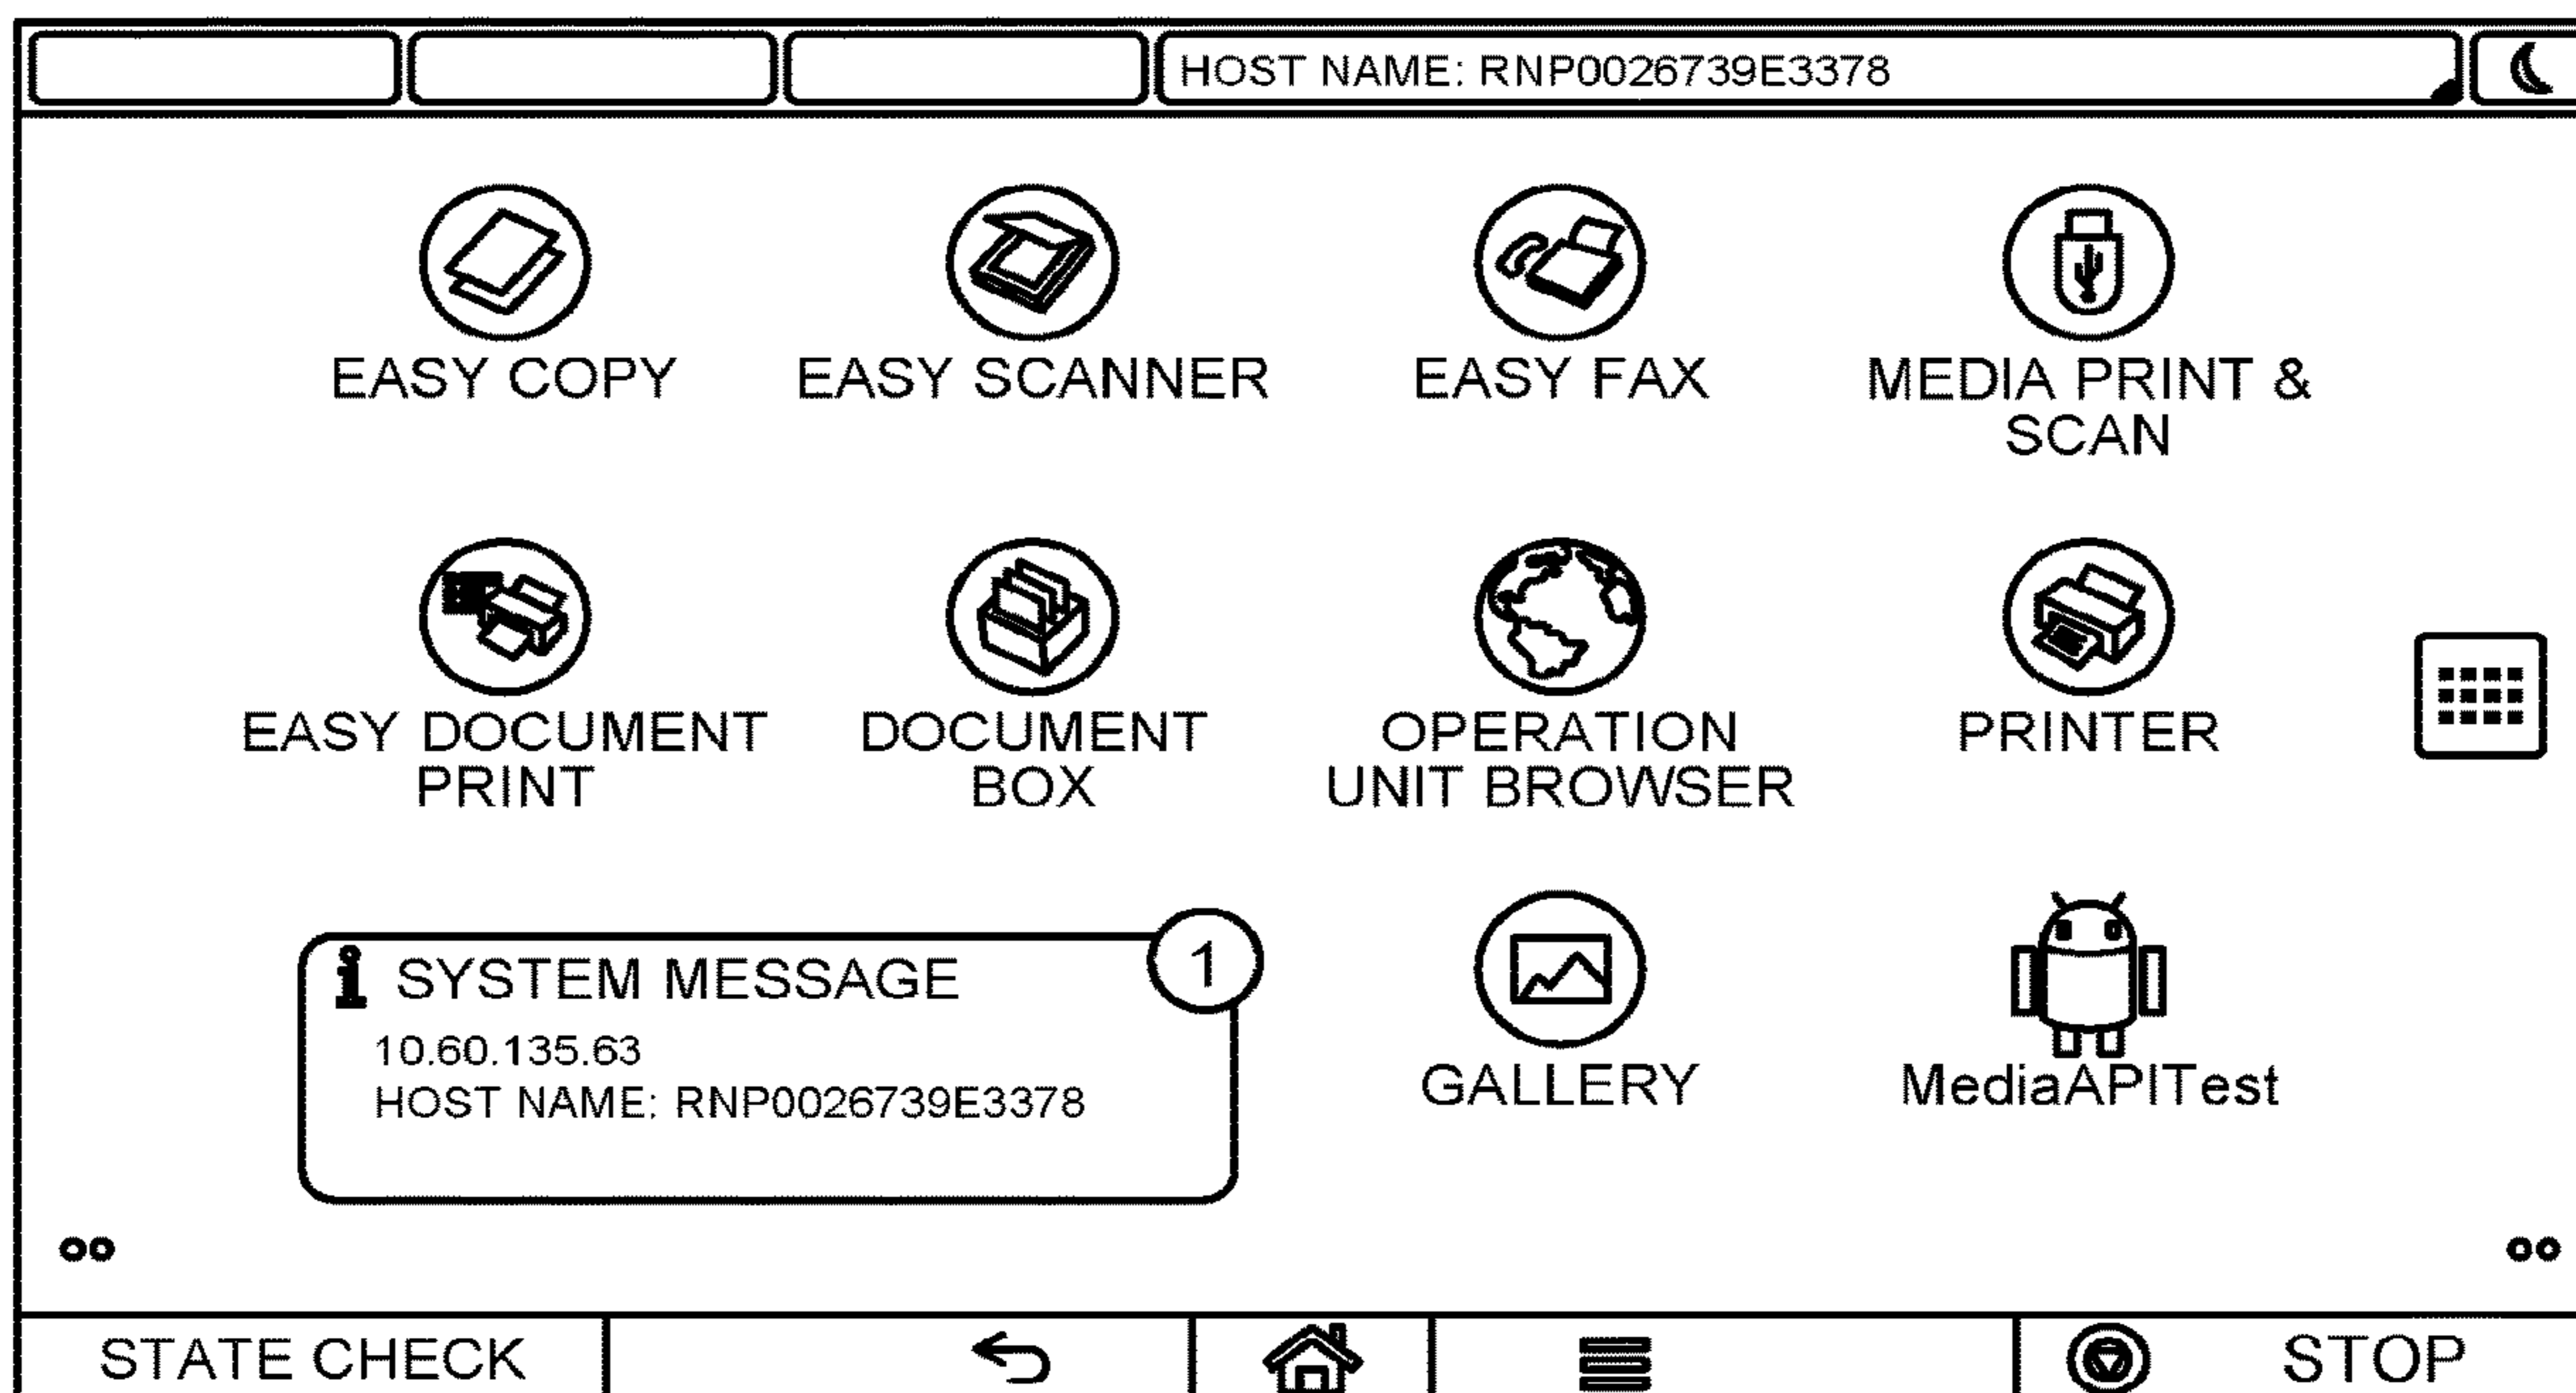 HOST NAME: RNP0026739E3378
EASY COPY
EASY SCANNER
EASY FAX
MEDIA PRINT &
SCAN
EASY DOCUMENT
PRINT
DOCUMENT
BOX
OPERATION
UNIT BROWSER
PRINTER
SYSTEM MESSAGE
1
10.60.135.63
HOST NAME: RNP0026739E3378
GALLERY
MediaAPITest
STATE CHECK
STOP